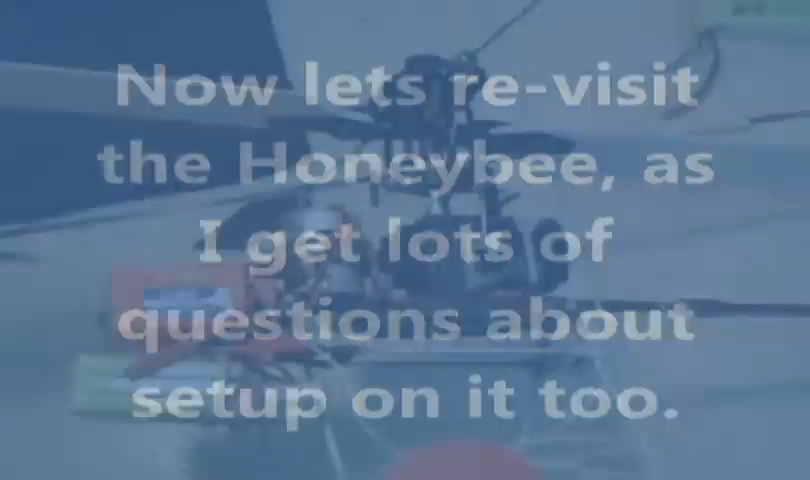 Now lets re-visit
the Honeybee, as
I get lots of
questions about
setup on it too.